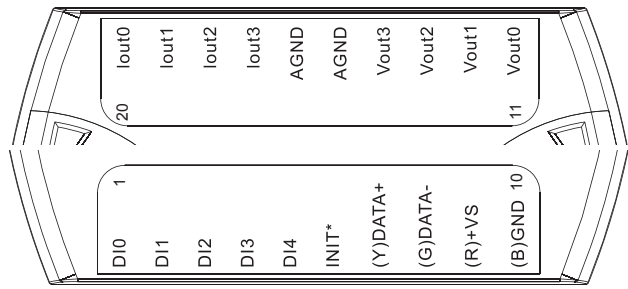 Iout0
Iout1
Iout2
Iout3
AGND
AGND
Vout3
Vout2
Vout1
Vout0
20
11
1
10
DI0
DI1
DI2
DI3
DI4
INIT*
(Y)DATA+
(G)DATA-
(R)+VS
(B)GND